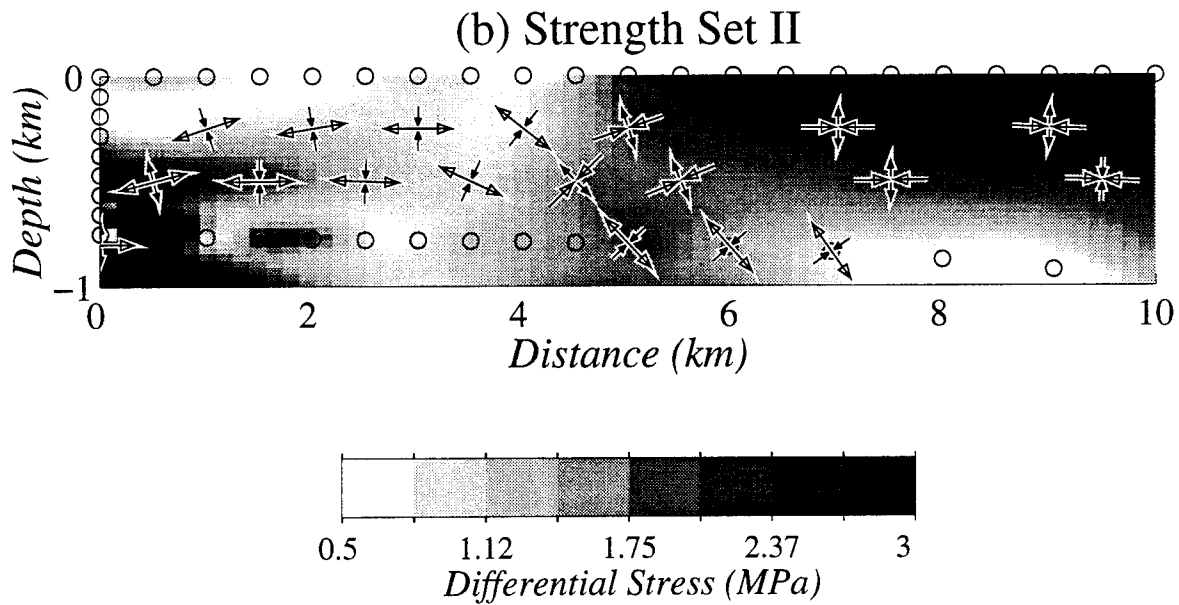 (b) Strength Set II
0
Depth (km)
−1
0 2 4 6 8 10
Distance (km)
0.5 1.12 1.75 2.37 3
Differential Stress (MPa)